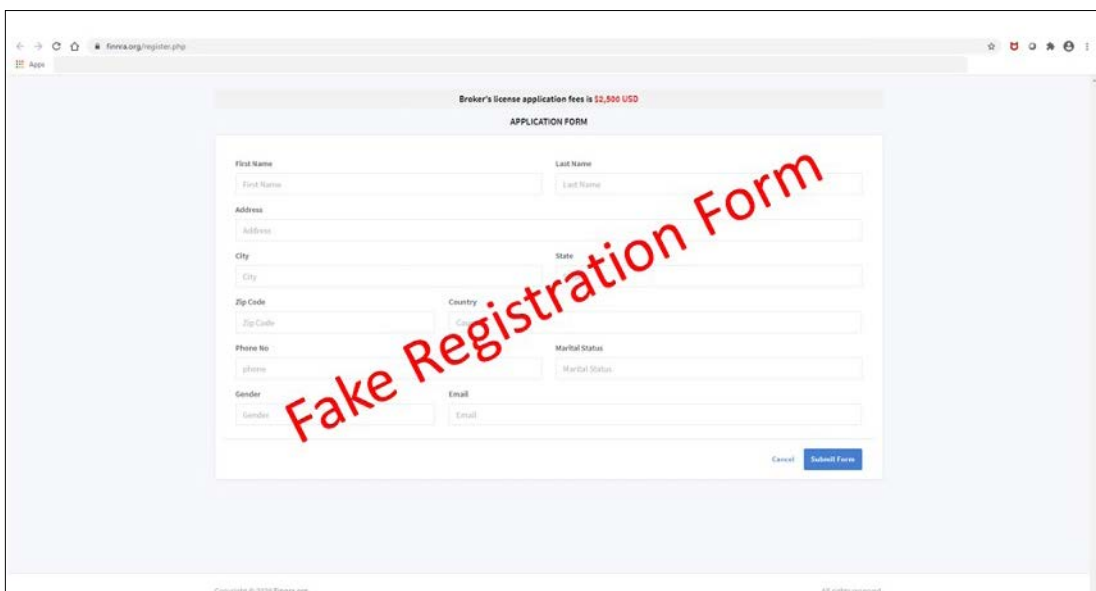 finnra.org/register.php
Apps
Broker's license application fees is $2,500 USD
APPLICATION FORM
First Name Last Name
First Name Last Name
Address
Address
City State
City
Zip Code Country
Zip Code
Phone No Marital Status
phone Marital Status
Gender Email
Gender Email
Cancel Submit Form
Fake Registration Form